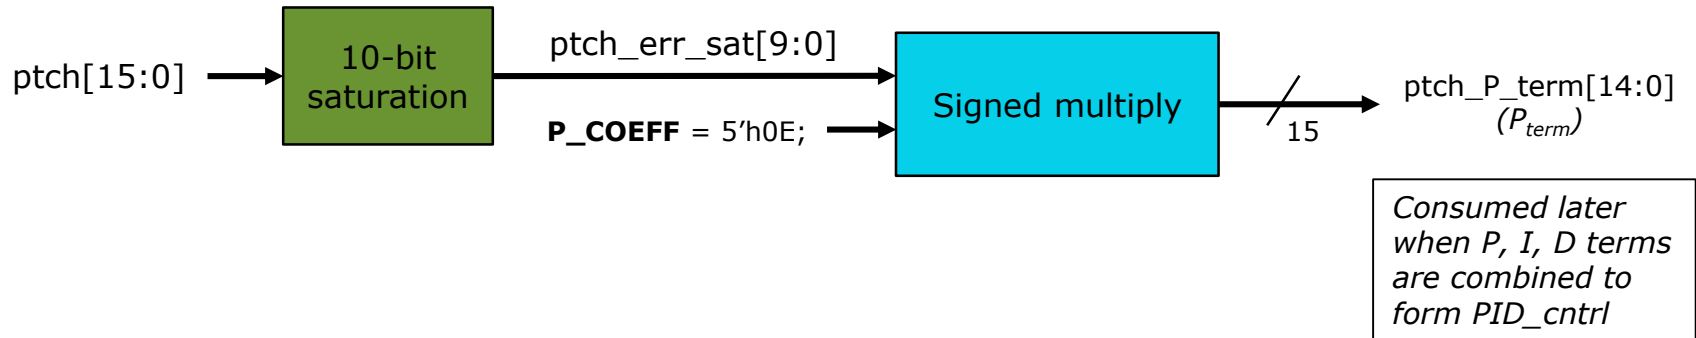 ptch[15:0]
10-bit
saturation
ptch_err_sat[9:0]
P_COEFF = 5’h0E;
Signed multiply
15
ptch_P_term[14:0]
(Pterm)
Consumed later
when P, I, D terms
are combined to
form PID_cntrl